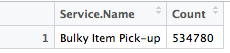 Service.Name Count
1 Bulky Item Pick-up 534780